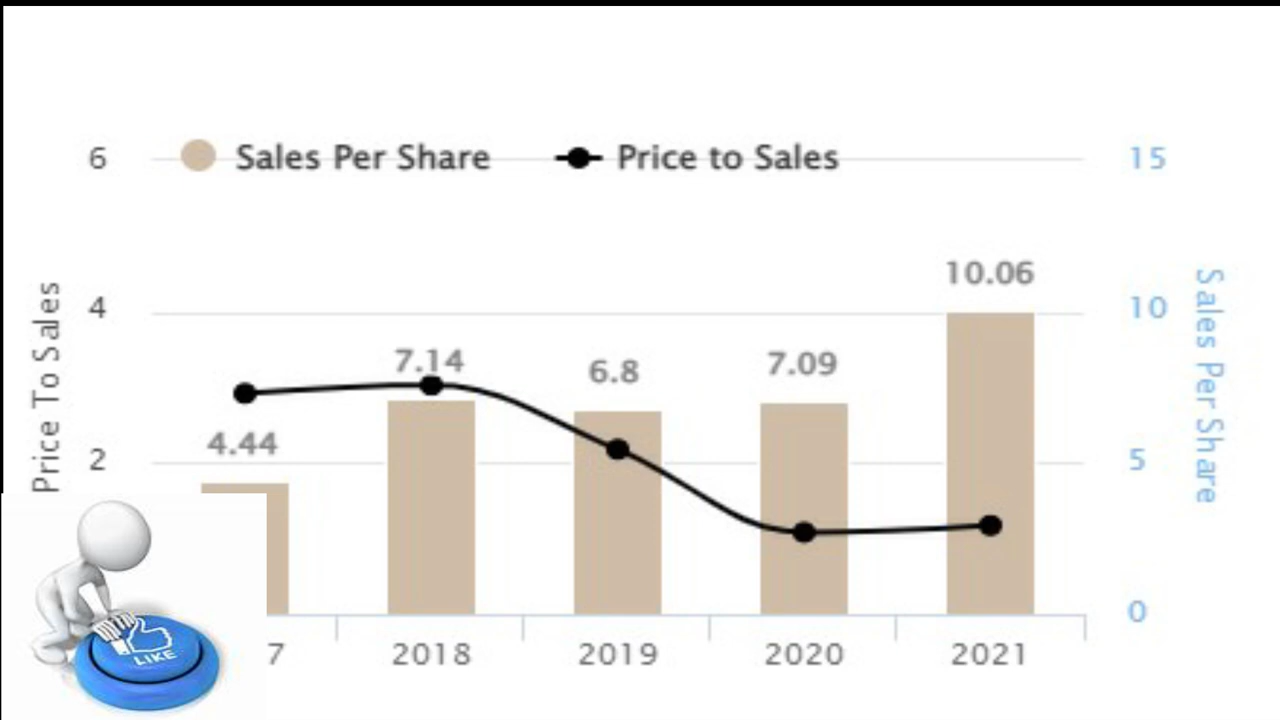 6 Sales Per Share Price to Sales 15
10.06
4 10
7.14 6.8 7.09
4.44
2 5
Price To Sales
Sales Per Share
0
7 2018 2019 2020 2021
LIKE